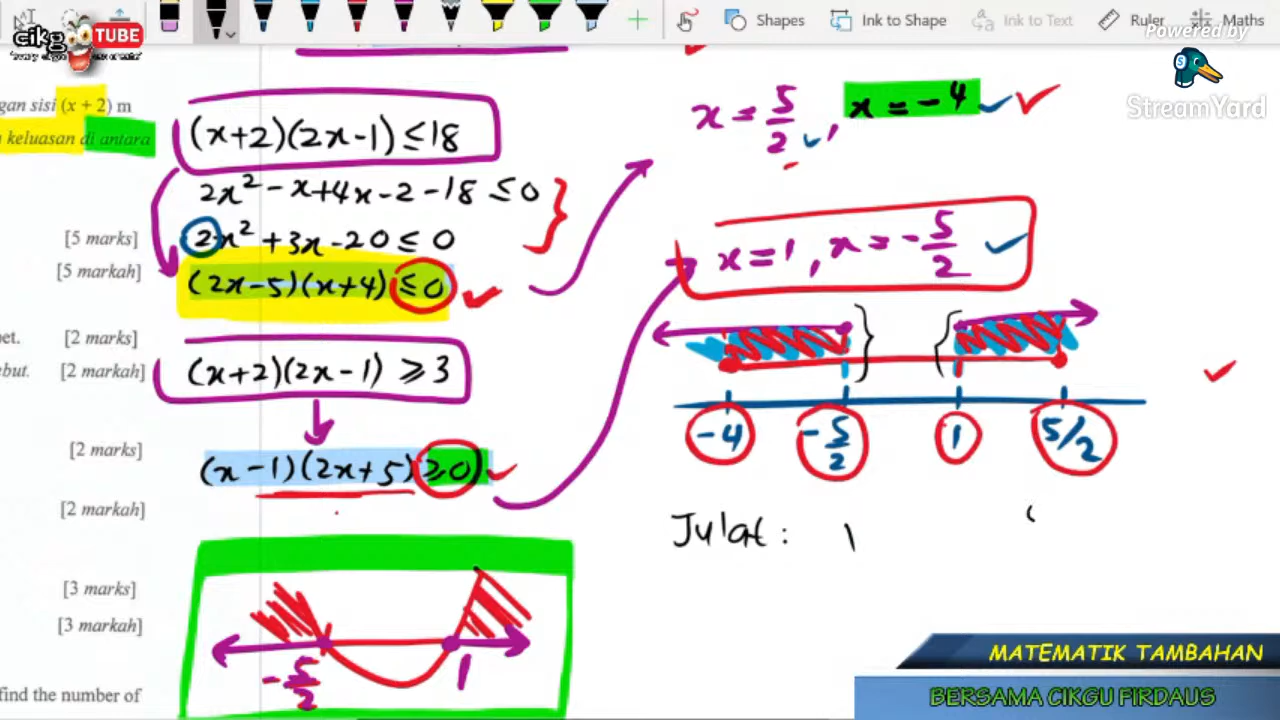 Shapes
Ink to Shape
Ink to Text
Ruler
Maths
cikg
TUBE
Powered by
StreamYard
gan sisi (x + 2) m
keluasan di antara
[5 marks]
[5 markah]
[2 marks]
[2 markah]
[2 marks]
[2 markah]
[3 marks]
[3 markah]
find the number of
(x+2)(2x-1) ≤ 18
2x² - x + 4x - 2 - 18 ≤ 0
2x² + 3x - 20 ≤ 0
(2x-5)(x+4) ≤ 0
(x+2)(2x-1) ≥ 3
(x-1)(2x+5) ≥ 0
-5/2
1
x = 5/2 , x = -4
x = 1 , x = -5/2
-4 -5/2 1 5/2
Julat : 1
MATEMATIK TAMBAHAN
BERSAMA CIKGU PIRDAUS